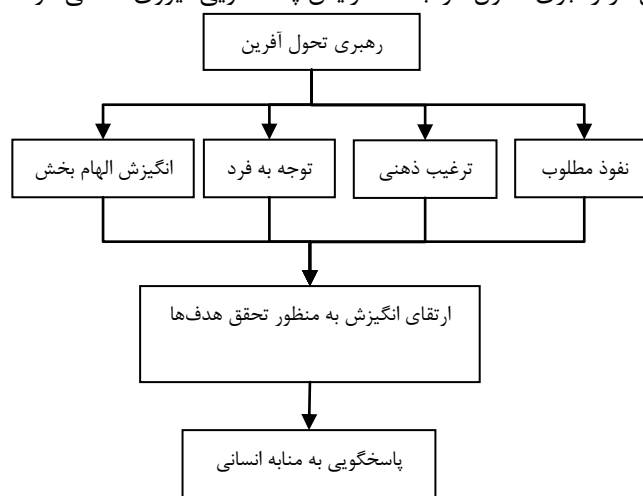 رهبری تحول آفرین
نفوذ مطلوب
ترغیب ذهنی
توجه به فرد
انگیزش الهام بخش
ارتقای انگیزش به منظور تحقق هدف‌ها
پاسخگویی به منابه انسانی